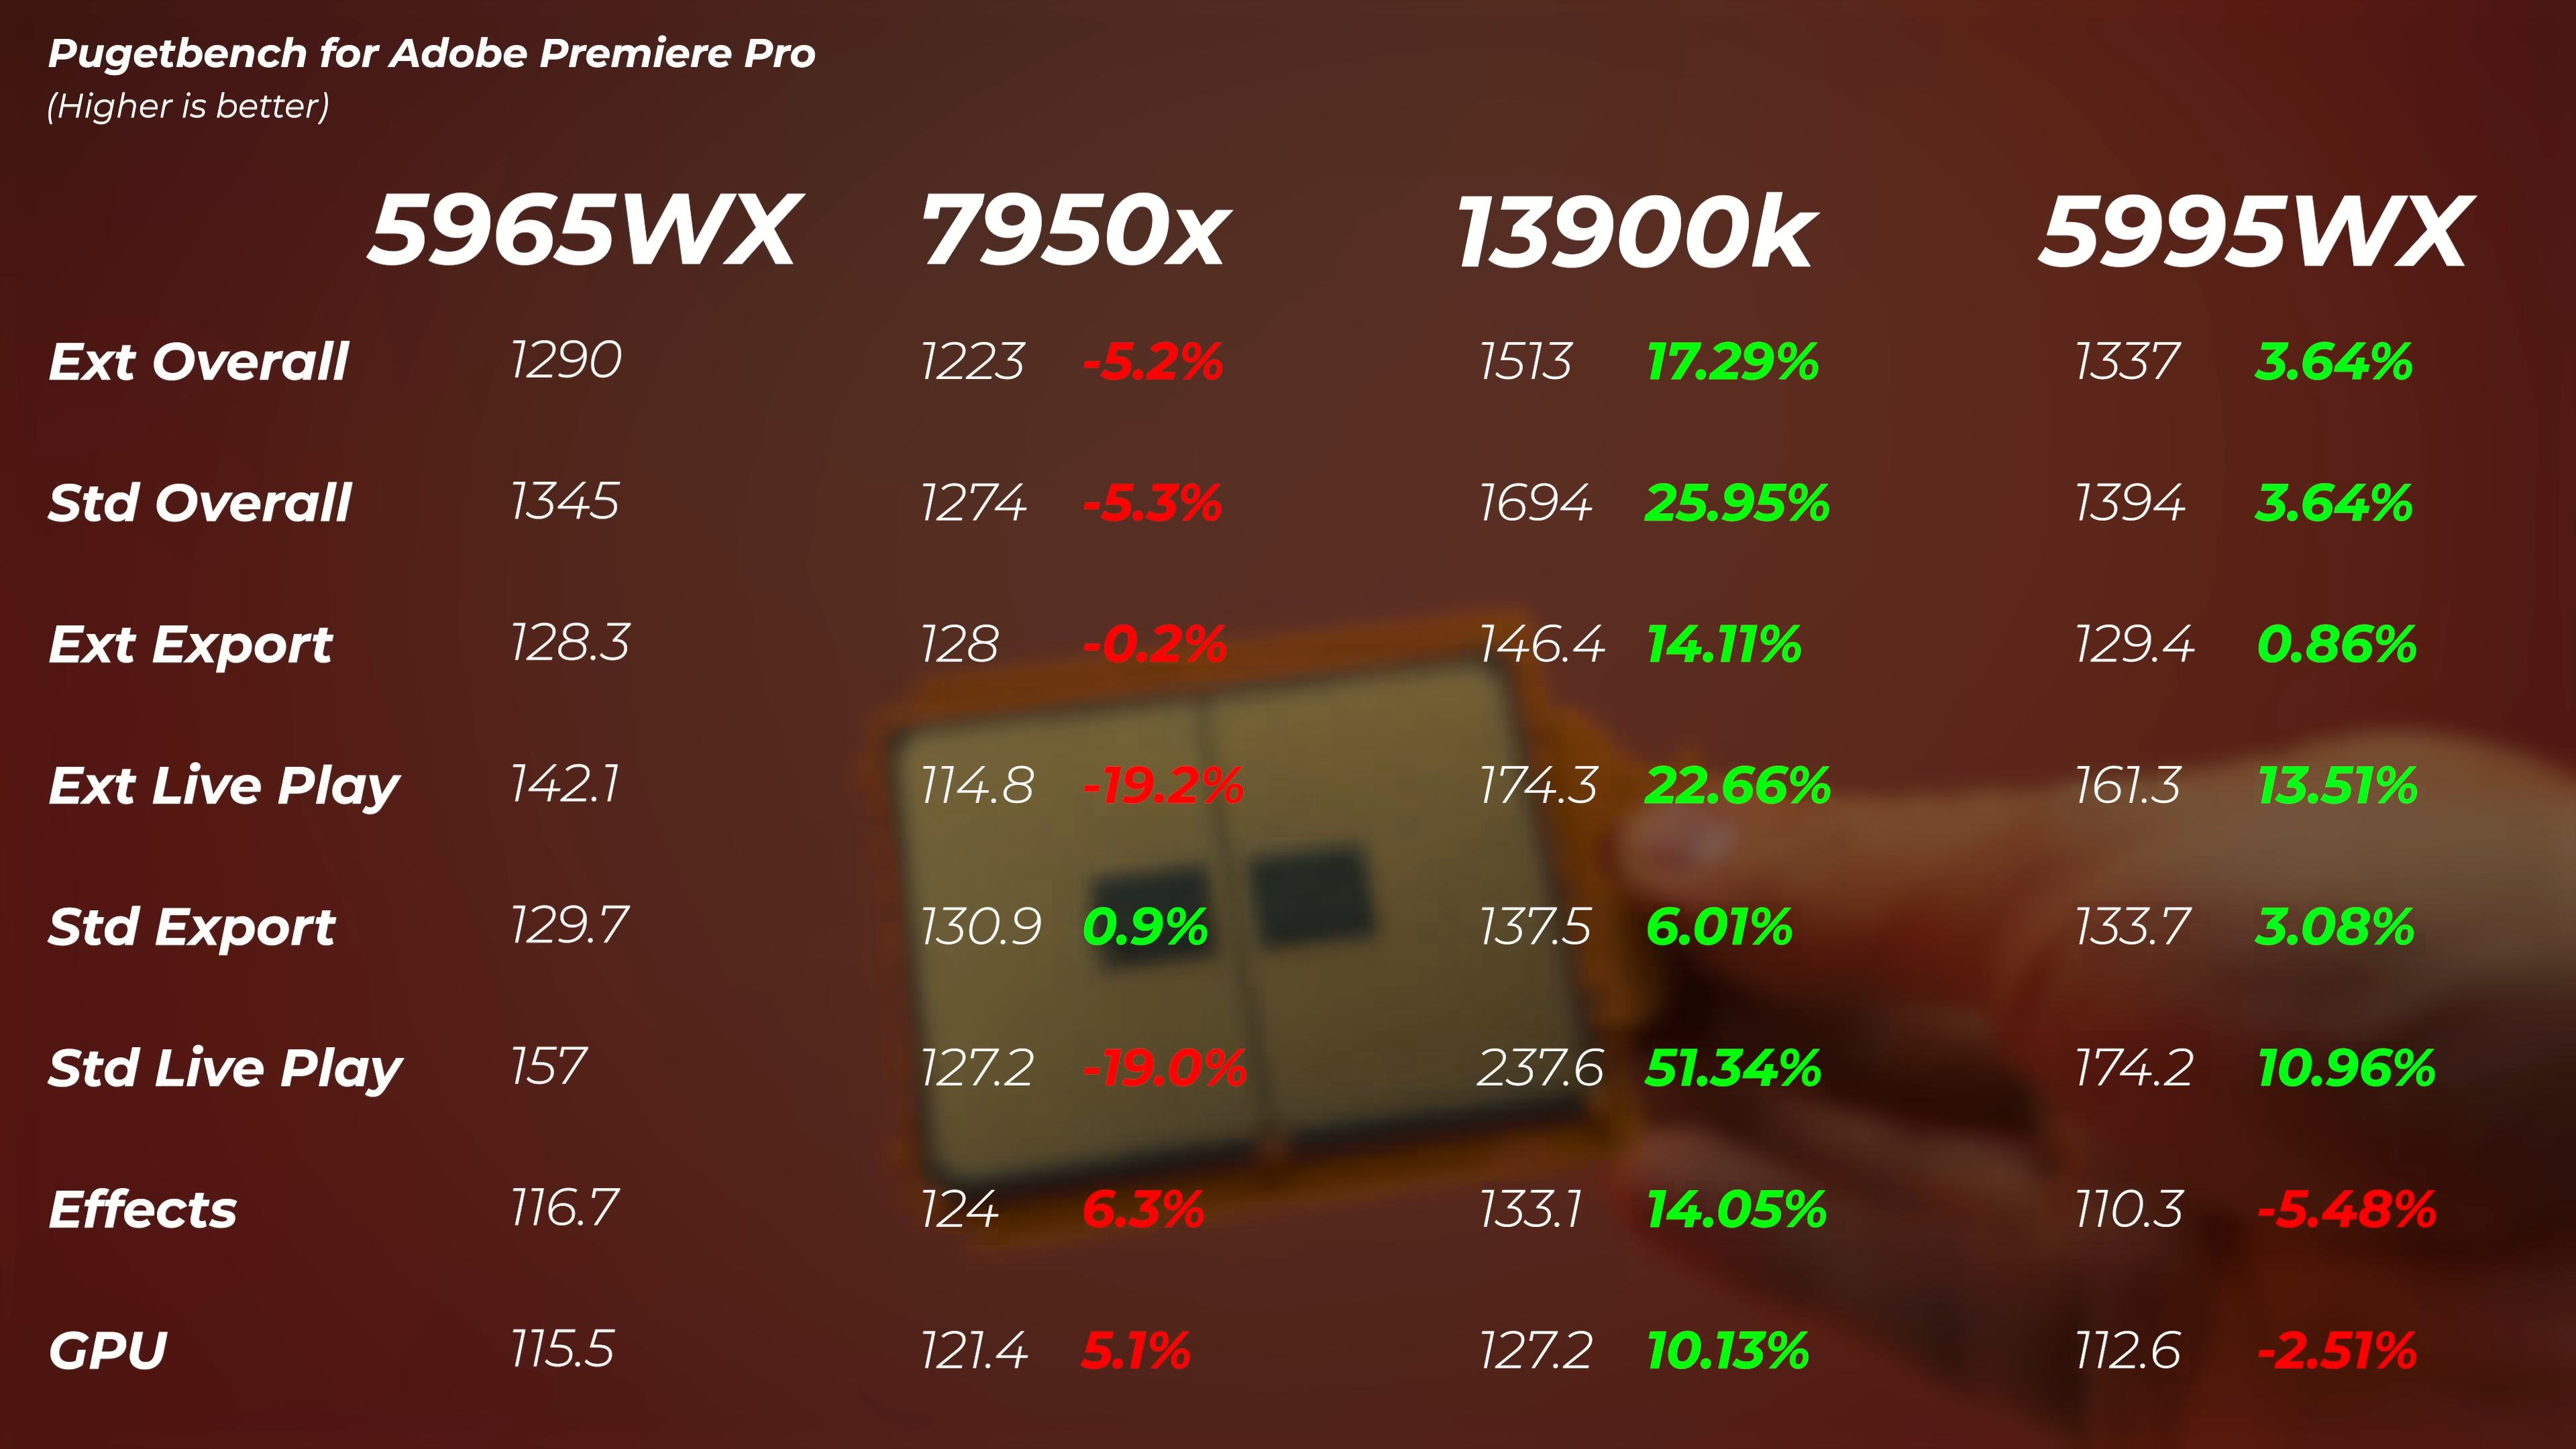 Pugetbench for Adobe Premiere Pro
(Higher is better)
5965WX 7950x 13900k 5995WX
Ext Overall 1290 1223 -5.2% 1513 17.29% 1337 3.64%
Std Overall 1345 1274 -5.3% 1694 25.95% 1394 3.64%
Ext Export 128.3 128 -0.2% 146.4 14.11% 129.4 0.86%
Ext Live Play 142.1 114.8 -19.2% 174.3 22.66% 161.3 13.51%
Std Export 129.7 130.9 0.9% 137.5 6.01% 133.7 3.08%
Std Live Play 157 127.2 -19.0% 237.6 51.34% 174.2 10.96%
Effects 116.7 124 6.3% 133.1 14.05% 110.3 -5.48%
GPU 115.5 121.4 5.1% 127.2 10.13% 112.6 -2.51%